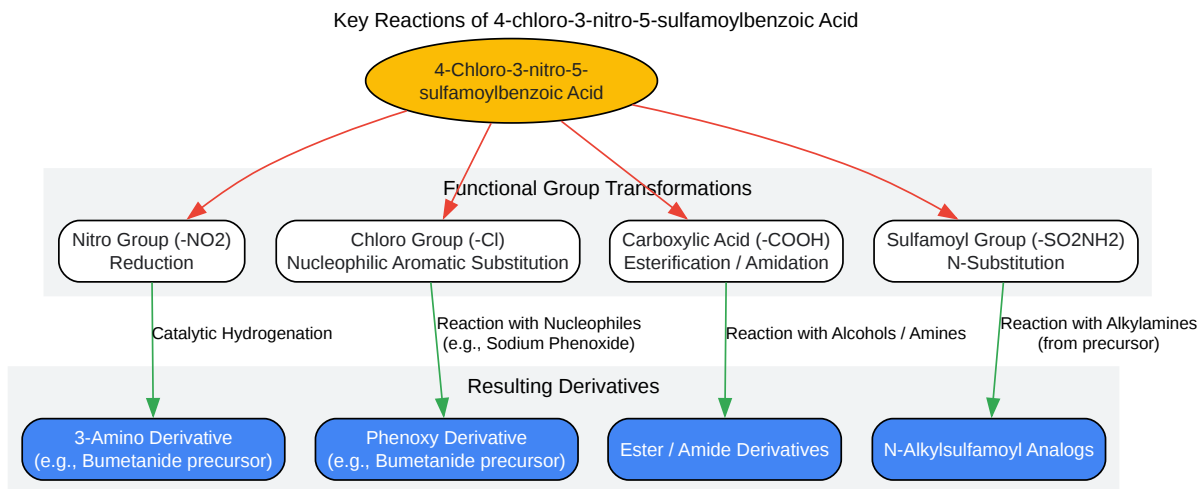 Key Reactions of 4-chloro-3-nitro-5-sulfamoylbenzoic Acid
4-Chloro-3-nitro-5-
sulfamoylbenzoic Acid
Functional Group Transformations
Nitro Group (-NO2)
Reduction
Chloro Group (-Cl)
Nucleophilic Aromatic Substitution
Carboxylic Acid (-COOH)
Esterification / Amidation
Sulfamoyl Group (-SO2NH2)
N-Substitution
Catalytic Hydrogenation
Reaction with Nucleophiles
(e.g., Sodium Phenoxide)
Reaction with Alcohols / Amines
Reaction with Alkylamines
(from precursor)
Resulting Derivatives
3-Amino Derivative
(e.g., Bumetanide precursor)
Phenoxy Derivative
(e.g., Bumetanide precursor)
Ester / Amide Derivatives
N-Alkylsulfamoyl Analogs